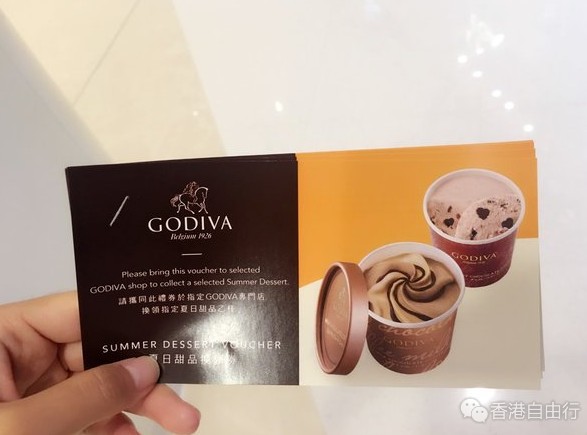 GODIVA
Belgium 1926
Please bring this voucher to selected
GODIVA shop to collect a selected Summer Dessert.
請攜同此禮券於指定GODIVA專門店
換領指定夏日甜品乙杯
SUMMER DESSERT VOUCHER
夏日甜品換
GODIVA
GODIVA
香港自由行